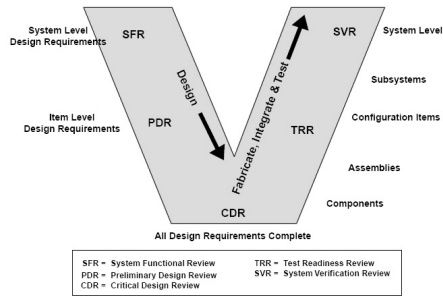 System Level
Design Requirements
SFR
SVR
System Level
Design
Fabricate, Integrate & Test
Subsystems
Item Level
Design Requirements
PDR
TRR
Configuration Items
Assemblies
CDR
Components
All Design Requirements Complete
SFR = System Functional Review
PDR = Preliminary Design Review
CDR = Critical Design Review
TRR = Test Readiness Review
SVR = System Verification Review